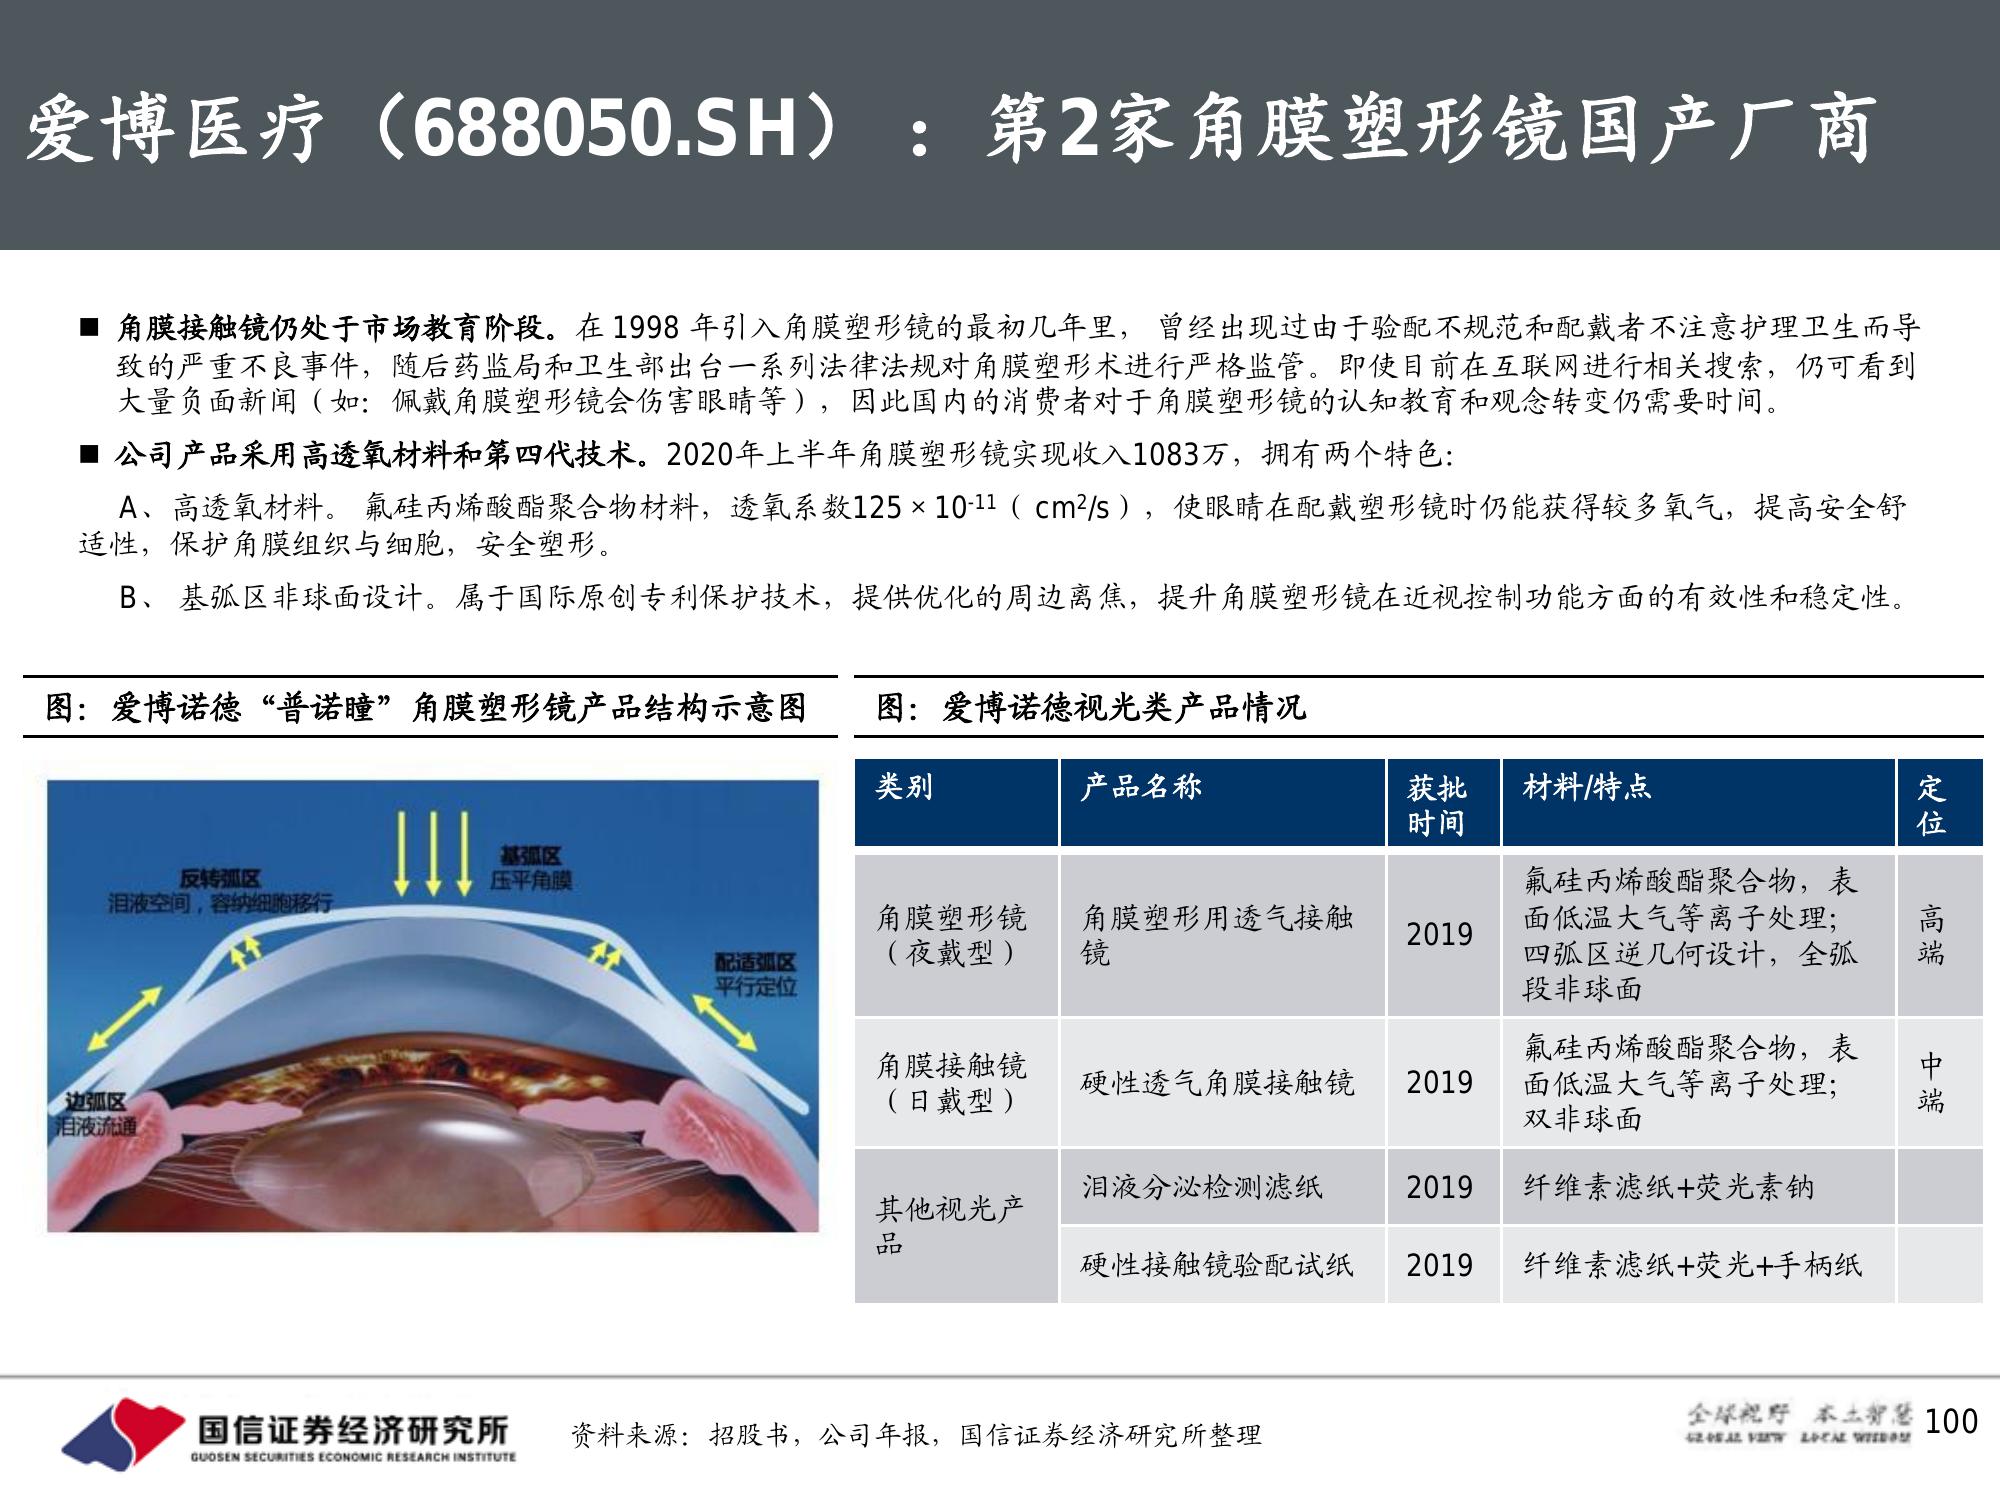 爱博医疗（688050.SH）：第2家角膜塑形镜国产厂商
■ 角膜接触镜仍处于市场教育阶段。在 1998 年引入角膜塑形镜的最初几年里， 曾经出现过由于验配不规范和配戴者不注意护理卫生而导
致的严重不良事件，随后药监局和卫生部出台一系列法律法规对角膜塑形术进行严格监管。即使目前在互联网进行相关搜索，仍可看到
大量负面新闻（如：佩戴角膜塑形镜会伤害眼睛等），因此国内的消费者对于角膜塑形镜的认知教育和观念转变仍需要时间。
■ 公司产品采用高透氧材料和第四代技术。2020年上半年角膜塑形镜实现收入1083万，拥有两个特色：
A、高透氧材料。 氟硅丙烯酸酯聚合物材料，透氧系数125×10-11（ cm2/s），使眼睛在配戴塑形镜时仍能获得较多氧气，提高安全舒
适性，保护角膜组织与细胞，安全塑形。
B、 基弧区非球面设计。属于国际原创专利保护技术，提供优化的周边离焦，提升角膜塑形镜在近视控制功能方面的有效性和稳定性。
图：爱博诺德“普诺瞳”角膜塑形镜产品结构示意图
基弧区
压平角膜
反转弧区
泪液空间，容纳细胞移行
配适弧区
平行定位
边弧区
泪液流通
图：爱博诺德视光类产品情况
类别 产品名称 获批时间 材料/特点 定位
角膜塑形镜（夜戴型） 角膜塑形用透气接触镜 2019 氟硅丙烯酸酯聚合物，表面低温大气等离子处理；四弧区逆几何设计，全弧段非球面 高端
角膜接触镜（日戴型） 硬性透气角膜接触镜 2019 氟硅丙烯酸酯聚合物，表面低温大气等离子处理；双非球面 中端
其他视光产品 泪液分泌检测滤纸 2019 纤维素滤纸+荧光素钠
硬性接触镜验配试纸 2019 纤维素滤纸+荧光+手柄纸
国信证券经济研究所
GUOSEN SECURITIES ECONOMIC RESEARCH INSTITUTE
资料来源：招股书，公司年报，国信证券经济研究所整理
全球视野 本土智慧
GLOBAL VIEW LOCAL WISDOM
100